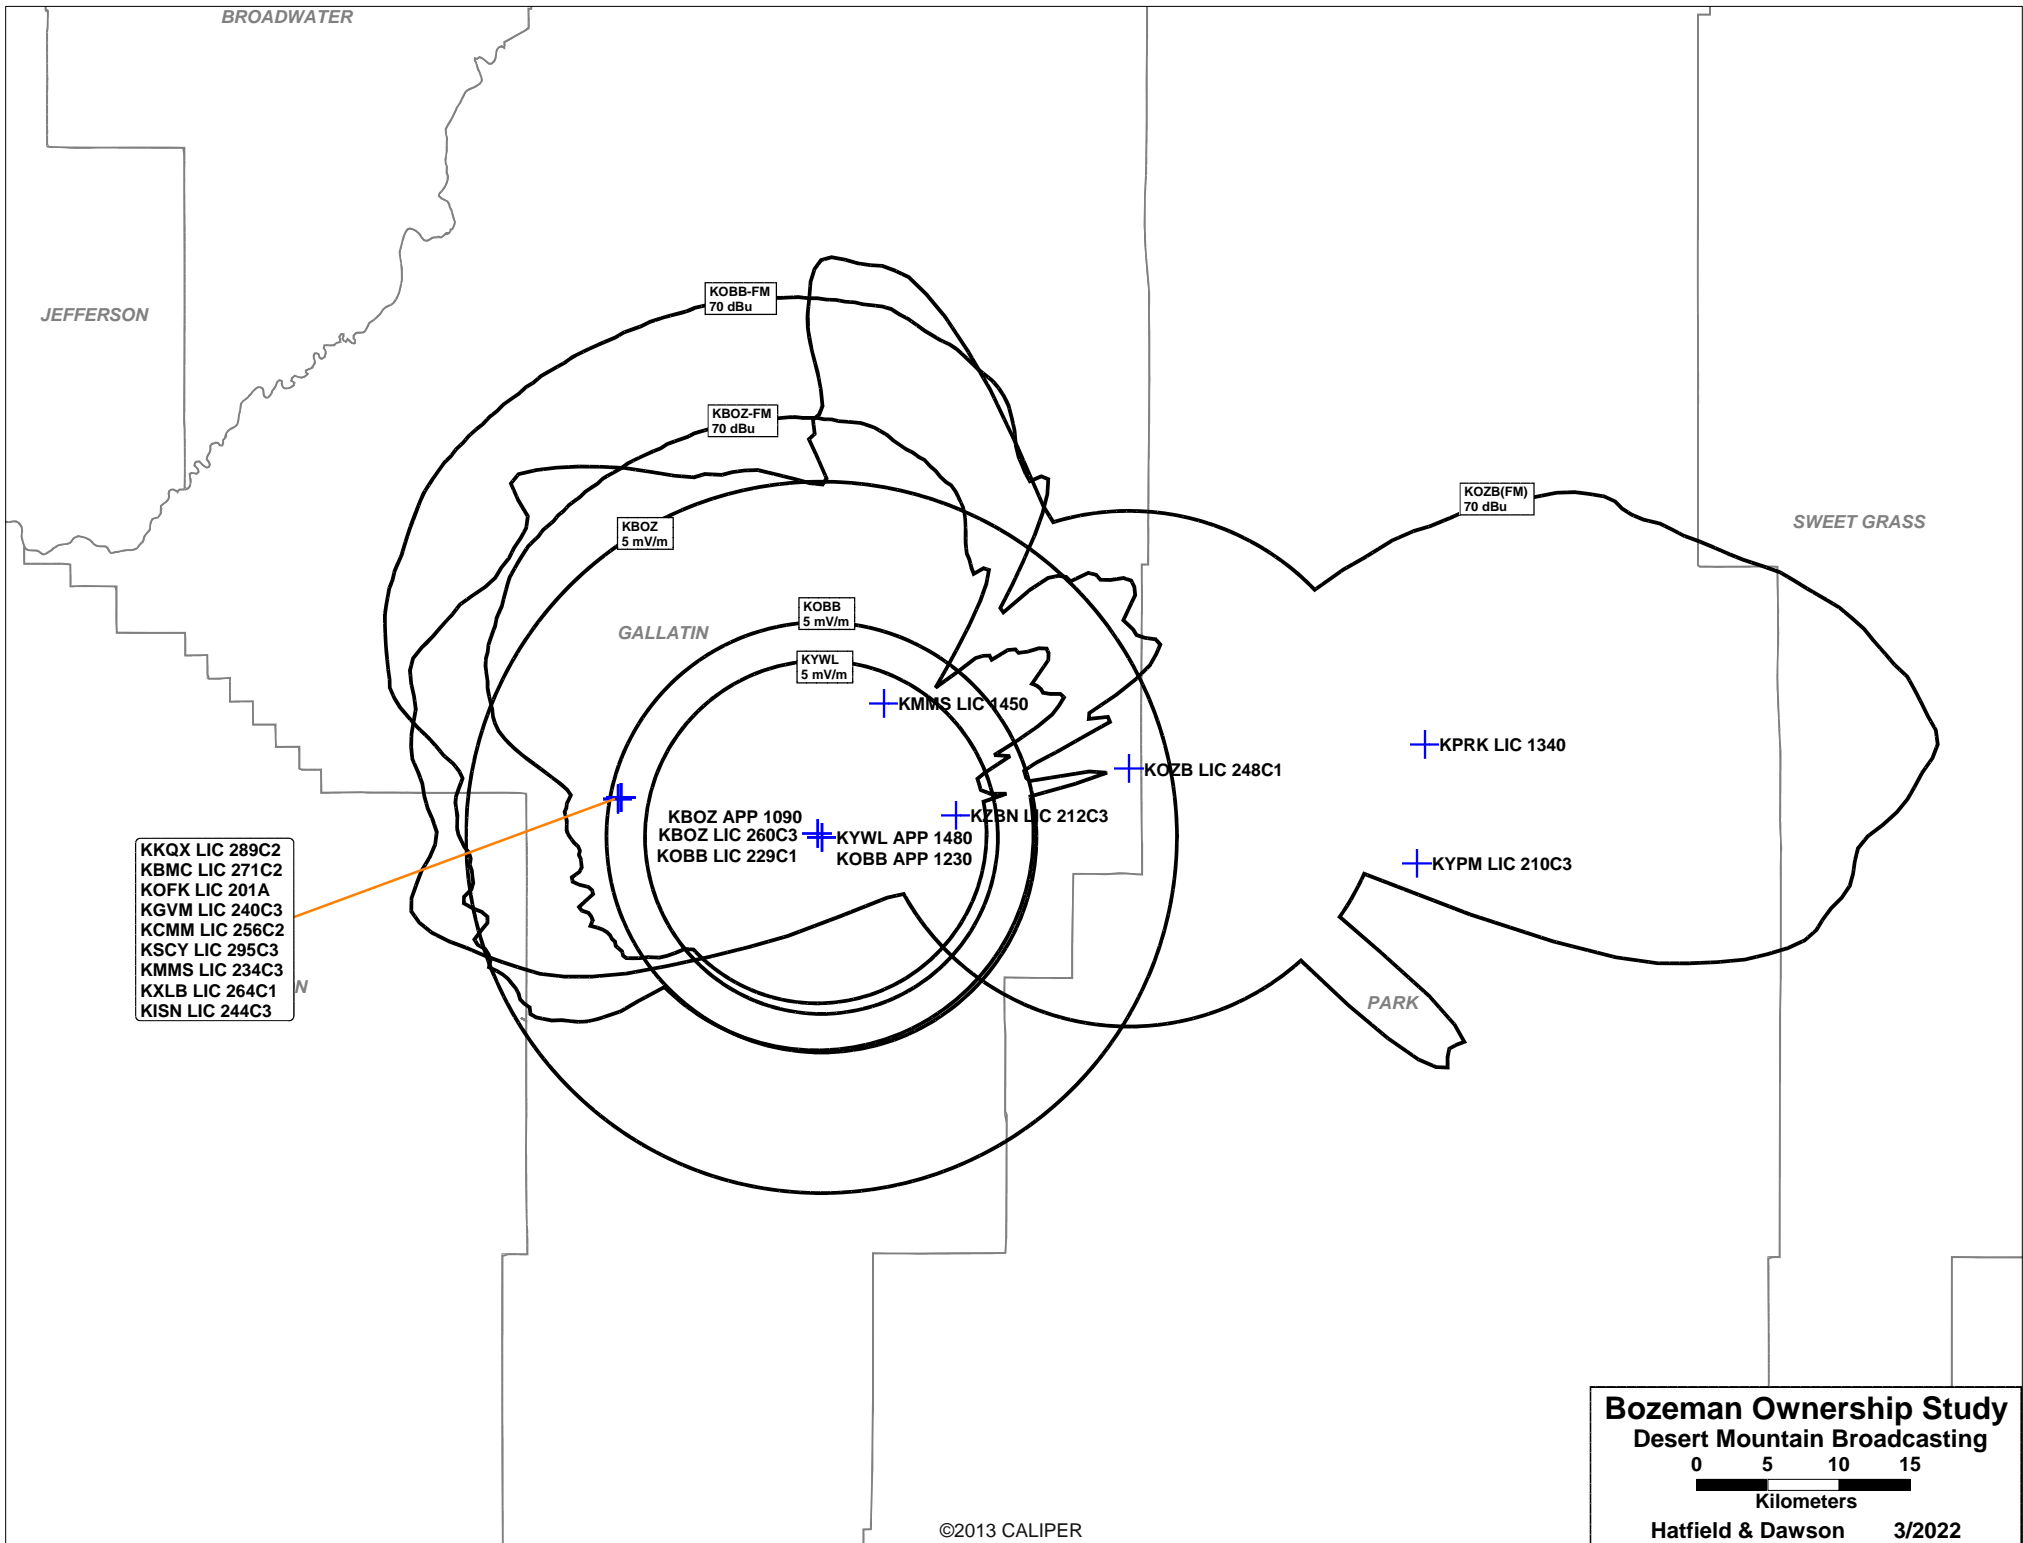 BROADWATER
JEFFERSON
KOBB-FM
70 dBu
KBOZ-FM
70 dBu
KOZB(FM)
70 dBu
SWEET GRASS
KBOZ
5 mV/m
KOBB
5 mV/m
GALLATIN
KYWL
5 mV/m
KMMS LIC 1450
KPRK LIC 1340
KOZB LIC 248C1
KZBN LIC 212C3
KBOZ APP 1090
KBOZ LIC 260C3
KOBB LIC 229C1
KYWL APP 1480
KOBB APP 1230
KYPM LIC 210C3
KKQX LIC 289C2
KBMC LIC 271C2
KOFK LIC 201A
KGVM LIC 240C3
KCMM LIC 256C2
KSCY LIC 295C3
KMMS LIC 234C3
KXLB LIC 264C1
KISN LIC 244C3
N
PARK
Bozeman Ownership Study
Desert Mountain Broadcasting
0 5 10 15
Kilometers
Hatfield & Dawson 3/2022
©2013 CALIPER